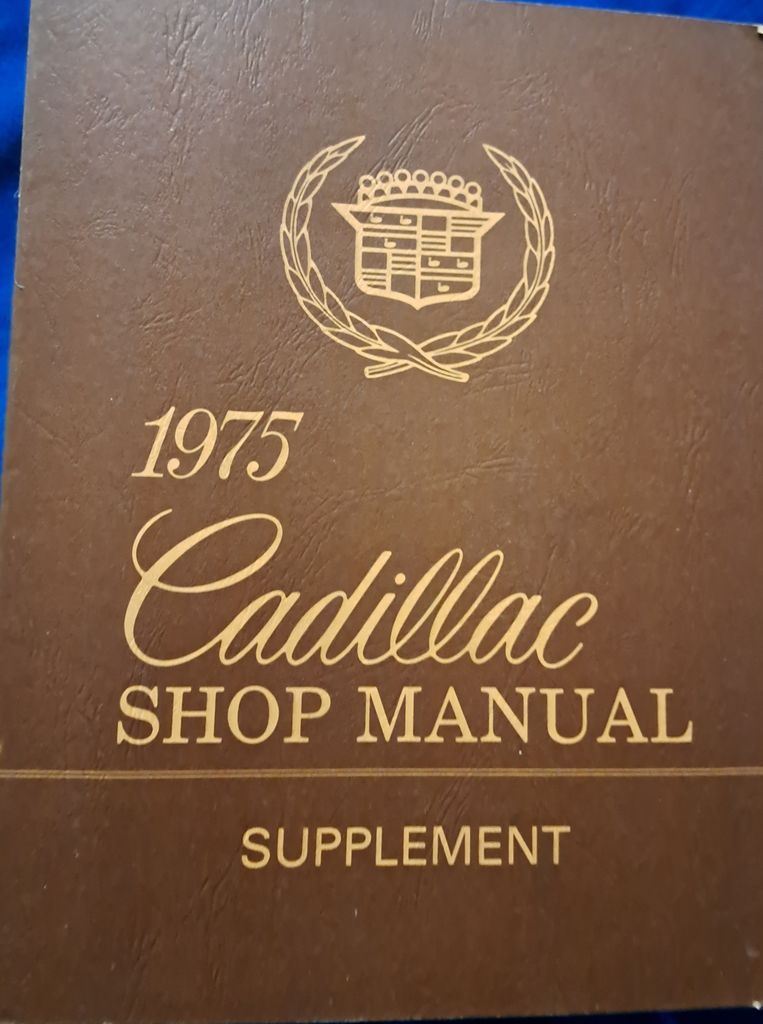 1975
Cadillac
SHOP MANUAL
SUPPLEMENT